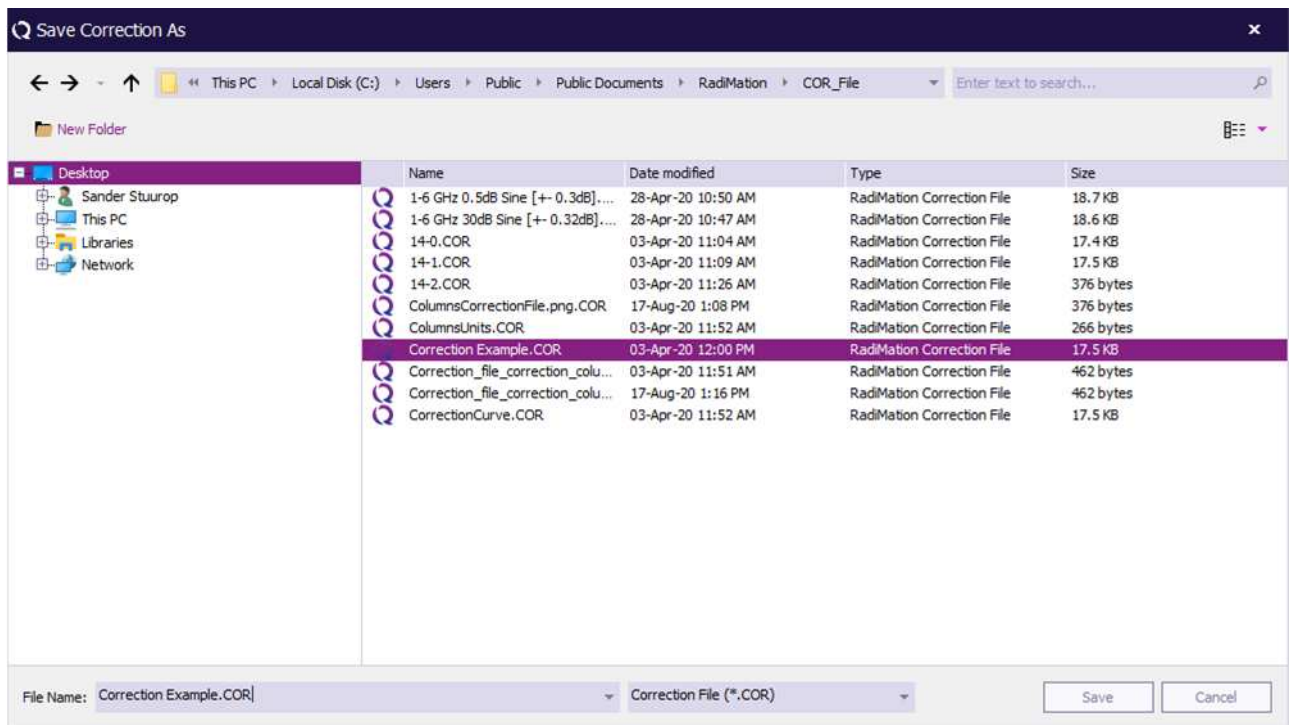 Save Correction As
This PC Local Disk (C:) Users Public Public Documents RadiMation COR_File Enter text to search...
New Folder
Desktop
Sander Stuurop
This PC
Libraries
Network
Name Date modified Type Size
1-6 GHz 0.5dB Sine [+- 0.3dB].... 28-Apr-20 10:50 AM RadiMation Correction File 18.7 KB
1-6 GHz 30dB Sine [+- 0.32dB].... 28-Apr-20 10:47 AM RadiMation Correction File 18.6 KB
14-0.COR 03-Apr-20 11:04 AM RadiMation Correction File 17.4 KB
14-1.COR 03-Apr-20 11:09 AM RadiMation Correction File 17.5 KB
14-2.COR 03-Apr-20 11:26 AM RadiMation Correction File 376 bytes
ColumnsCorrectionFile.png.COR 17-Aug-20 1:08 PM RadiMation Correction File 376 bytes
ColumnsUnits.COR 03-Apr-20 11:52 AM RadiMation Correction File 266 bytes
Correction Example.COR 03-Apr-20 12:00 PM RadiMation Correction File 17.5 KB
Correction_file_correction_colu... 03-Apr-20 11:51 AM RadiMation Correction File 462 bytes
Correction_file_correction_colu... 17-Aug-20 1:16 PM RadiMation Correction File 462 bytes
CorrectionCurve.COR 03-Apr-20 11:52 AM RadiMation Correction File 17.5 KB
File Name: Correction Example.COR Correction File (*.COR) Save Cancel